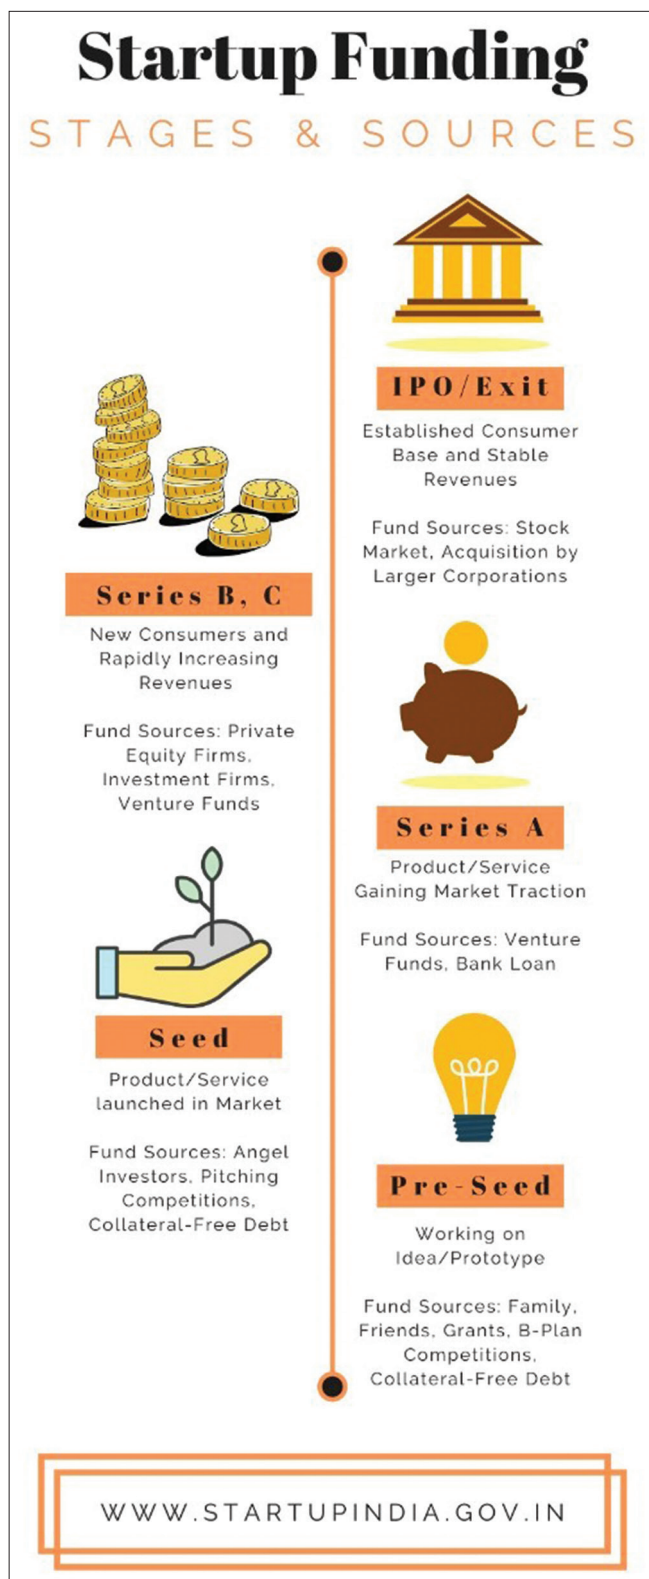 Startup Funding
STAGES & SOURCES
IPO/Exit
Established Consumer
Base and Stable
Revenues
Fund Sources: Stock
Market, Acquisition by
Larger Corporations
Series B, C
New Consumers and
Rapidly Increasing
Revenues
Fund Sources: Private
Equity Firms,
Investment Firms,
Venture Funds
Series A
Product/Service
Gaining Market Traction
Fund Sources: Venture
Funds, Bank Loan
Seed
Product/Service
launched in Market
Fund Sources: Angel
Investors, Pitching
Competitions,
Collateral-Free Debt
Pre-Seed
Working on
Idea/Prototype
Fund Sources: Family,
Friends, Grants, B-Plan
Competitions,
Collateral-Free Debt
WWW.STARTUPINDIA.GOV.IN